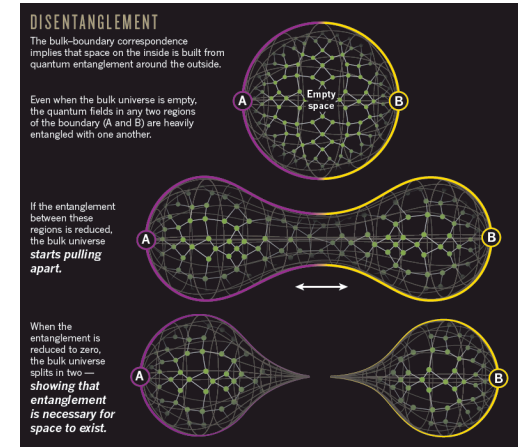 DISENTANGLEMENT
The bulk–boundary correspondence
implies that space on the inside is built from
quantum entanglement around the outside.
Even when the bulk universe is empty,
the quantum fields in any two regions
of the boundary (A and B) are heavily
entangled with one another.
A
Empty
space
B
If the entanglement
between these
regions is reduced,
the bulk universe
starts pulling
apart.
A
B
When the
entanglement is
reduced to zero,
the bulk universe
splits in two —
showing that
entanglement
is necessary for
space to exist.
A
B